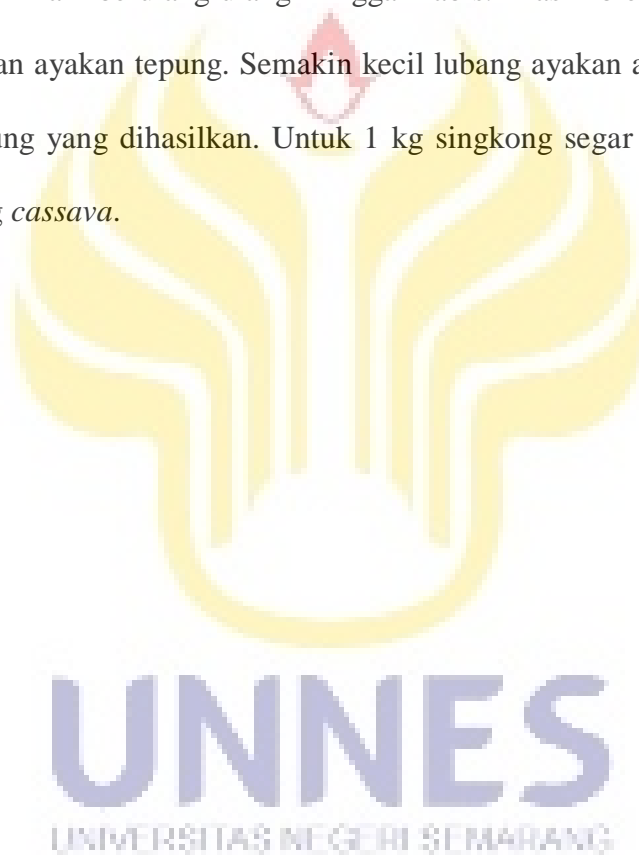 an ayakan tepung. Semakin kecil lubang ayakan a
ung yang dihasilkan. Untuk 1 kg singkong segar
g cassava.
UNNES
UNIVERSITAS NEGERI SEMARANG